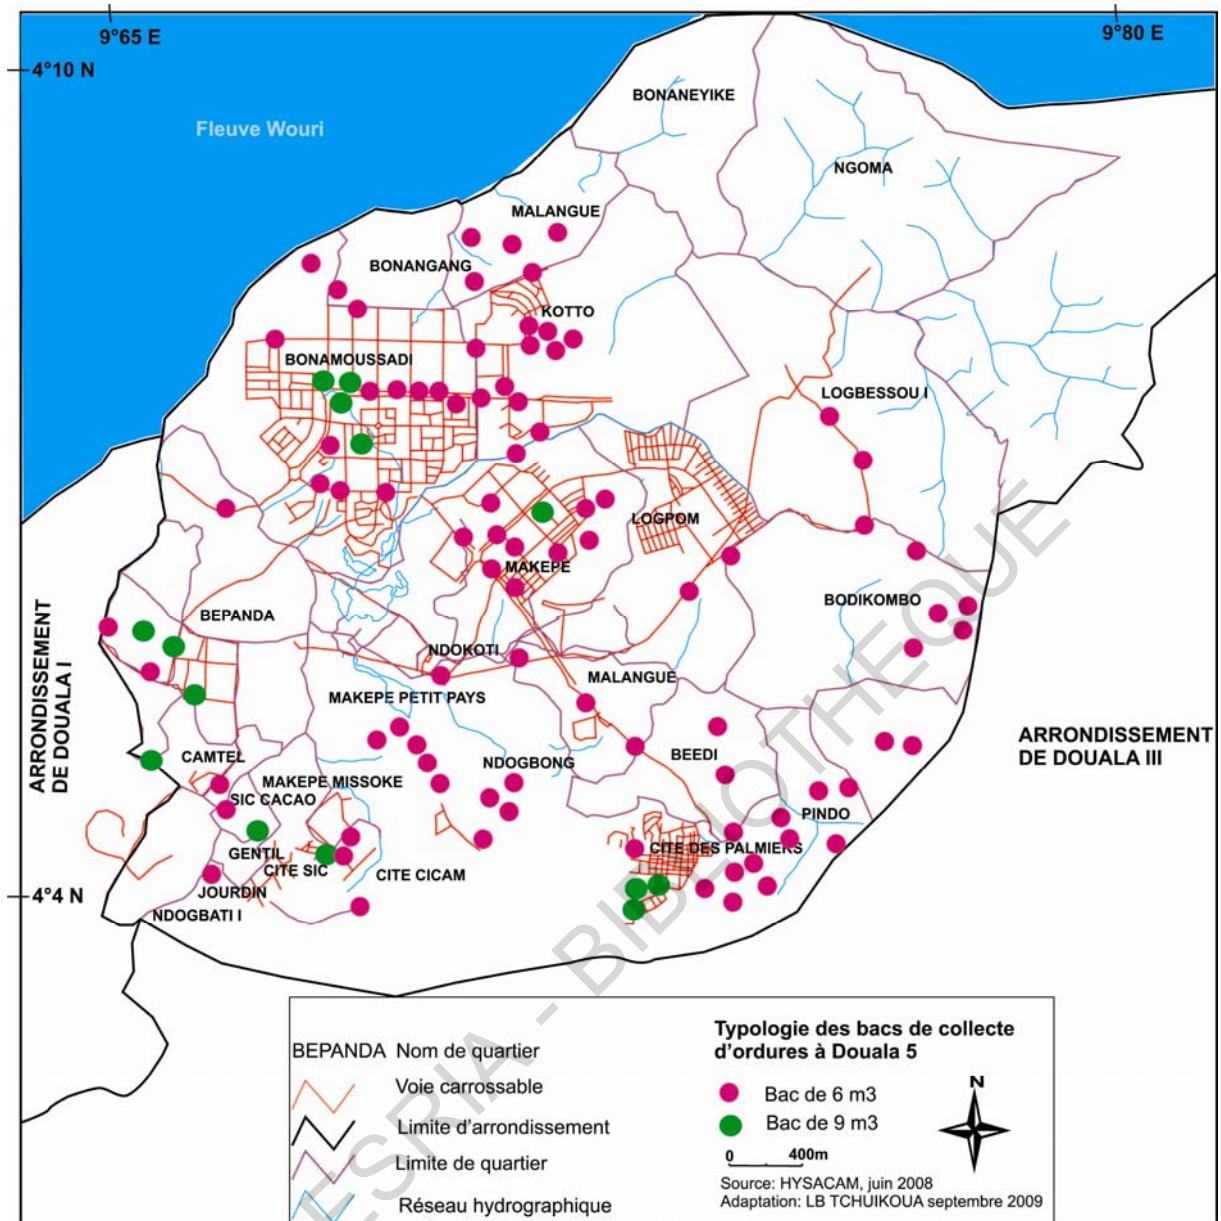 9°65 E
9°80 E
4°10 N
BONANEYIKE
Fleuve Wouri
NGOMA
MALANGUE
BONANGANG
KOTTO
BONAMOUSSADI
LOGBESSOU I
LOGPOM
MAKEPE
BODIKOMBO
BEPANDA
ARRONDISSEMENT
DE DOUALA I
NDOKOTI
MALANGUE
MAKEPE PETIT PAYS
ARRONDISSEMENT
DE DOUALA III
CAMTEL
BEEDI
NDOGBONG
MAKEPE MISSOKE
SIC CACAO
PINDO
CITE DES PALMIERS
GENTIL
CITE SIC
CITE CICAM
JOURDIN
4°4 N
NDOGBATI I
BEPANDA Nom de quartier
Voie carrossable
Limite d'arrondissement
Limite de quartier
Réseau hydrographique
Typologie des bacs de collecte
d'ordures à Douala 5
Bac de 6 m3
Bac de 9 m3
N
0 400m
Source: HYSACAM, juin 2008
Adaptation: LB TCHUIKOUA septembre 2009
ESRIA - BIBLIOTHEQUE